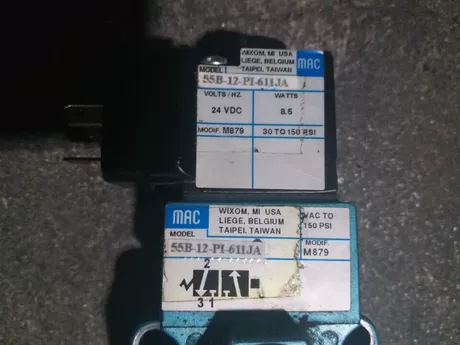 WIXOM, MI USA
LIEGE, BELGIUM
TAIPEI, TAIWAN
MAC
MODEL
55B-12-PI-611JA
VOLTS/HZ.
WATTS
24 VDC
8.5
MODIF. M879
30 TO 150 PSI
MAC
WIXOM, MI USA
LIEGE, BELGIUM
TAIPEI, TAIWAN
VAC TO
150 PSI
MODEL
55B-12-PI-611JA
MODIF.
M879
2
3 1